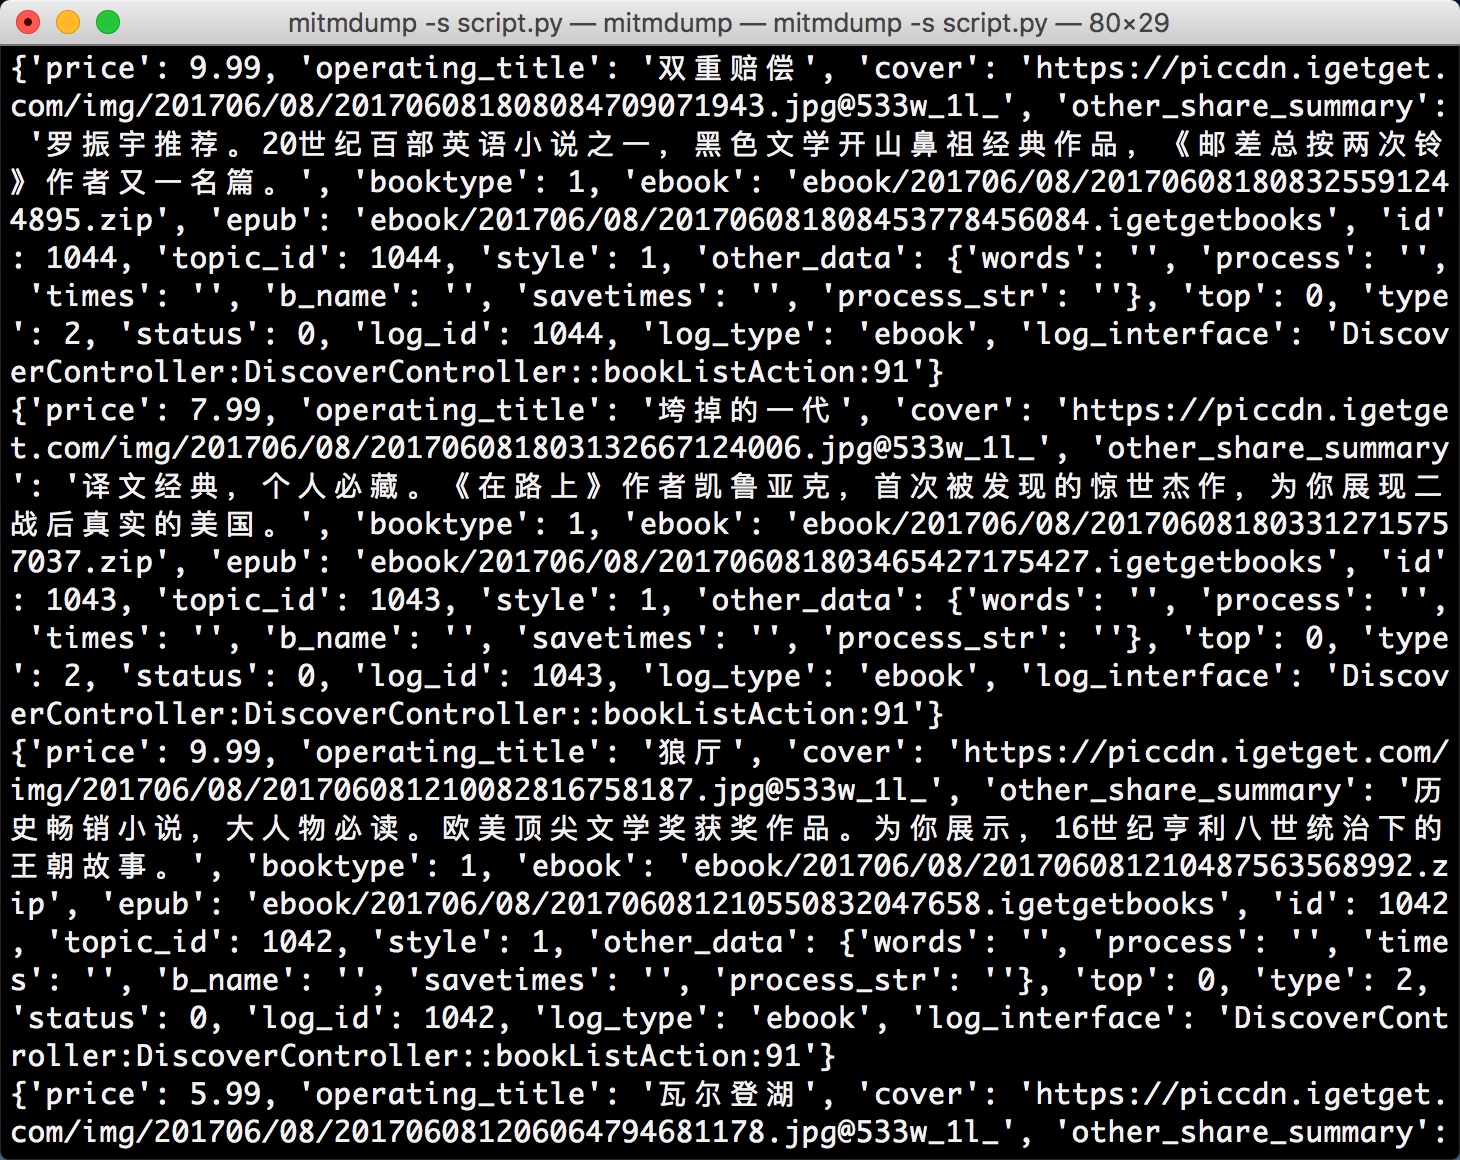 mitmdump -s script.py — mitmdump — mitmdump -s script.py — 80×29
{'price': 9.99, 'operating_title': '双重赔偿', 'cover': 'https://piccdn.igetget.
com/img/201706/08/201706081808084709071943.jpg@533w_1l_', 'other_share_summary':
 '罗振宇推荐。20世纪百部英语小说之一，黑色文学开山鼻祖经典作品，《邮差总按两次铃
》作者又一名篇。', 'booktype': 1, 'ebook': 'ebook/201706/08/20170608180832559124
4895.zip', 'epub': 'ebook/201706/08/201706081808453778456084.igetgetbooks', 'id'
: 1044, 'topic_id': 1044, 'style': 1, 'other_data': {'words': '', 'process': '',
 'times': '', 'b_name': '', 'savetimes': '', 'process_str': ''}, 'top': 0, 'type
': 2, 'status': 0, 'log_id': 1044, 'log_type': 'ebook', 'log_interface': 'Discov
erController:DiscoverController::bookListAction:91'}
{'price': 7.99, 'operating_title': '垮掉的一代', 'cover': 'https://piccdn.igetge
t.com/img/201706/08/201706081803132667124006.jpg@533w_1l_', 'other_share_summary
': '译文经典，个人必藏。《在路上》作者凯鲁亚克，首次被发现的惊世杰作，为你展现二
战后真实的美国。', 'booktype': 1, 'ebook': 'ebook/201706/08/20170608180331271575
7037.zip', 'epub': 'ebook/201706/08/201706081803465427175427.igetgetbooks', 'id'
: 1043, 'topic_id': 1043, 'style': 1, 'other_data': {'words': '', 'process': '',
 'times': '', 'b_name': '', 'savetimes': '', 'process_str': ''}, 'top': 0, 'type
': 2, 'status': 0, 'log_id': 1043, 'log_type': 'ebook', 'log_interface': 'Discov
erController:DiscoverController::bookListAction:91'}
{'price': 9.99, 'operating_title': '狼厅', 'cover': 'https://piccdn.igetget.com/
img/201706/08/201706081210082816758187.jpg@533w_1l_', 'other_share_summary': '历
史畅销小说，大人物必读。欧美顶尖文学奖获奖作品。为你展示，16世纪亨利八世统治下的
王朝故事。', 'booktype': 1, 'ebook': 'ebook/201706/08/201706081210487563568992.z
ip', 'epub': 'ebook/201706/08/201706081210550832047658.igetgetbooks', 'id': 1042
, 'topic_id': 1042, 'style': 1, 'other_data': {'words': '', 'process': '', 'time
s': '', 'b_name': '', 'savetimes': '', 'process_str': ''}, 'top': 0, 'type': 2,
'status': 0, 'log_id': 1042, 'log_type': 'ebook', 'log_interface': 'DiscoverCont
roller:DiscoverController::bookListAction:91'}
{'price': 5.99, 'operating_title': '瓦尔登湖', 'cover': 'https://piccdn.igetget.
com/img/201706/08/201706081206064794681178.jpg@533w_1l_', 'other_share_summary':